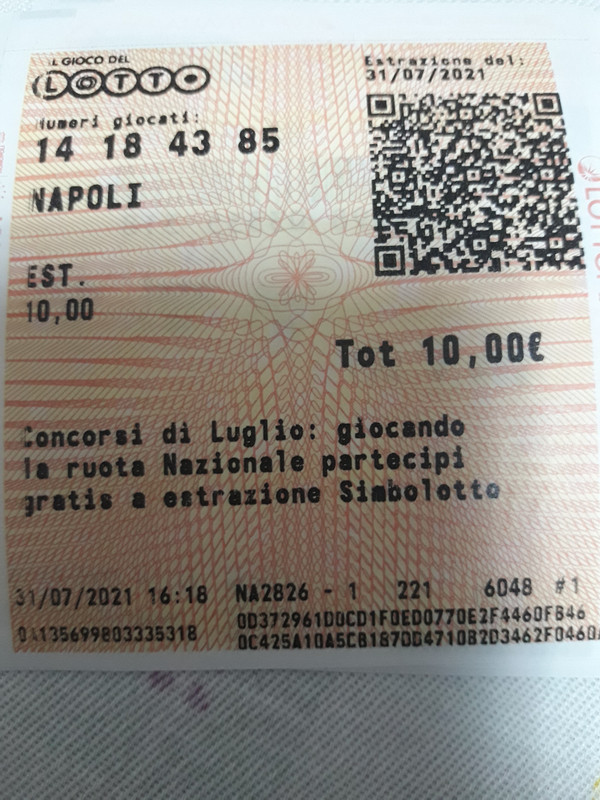 IL GIOCO DEL
LOTTO
Estrazione del:
31/07/2021
Numeri giocati:
14 18 43 85
NAPOLI
EST.
10,00
Tot 10,00€
Concorsi di Luglio: giocando
la ruota Nazionale partecipi
gratis a estrazione Simbolotto
31/07/2021 16:18 NA2826 - 1 221 6048 #1